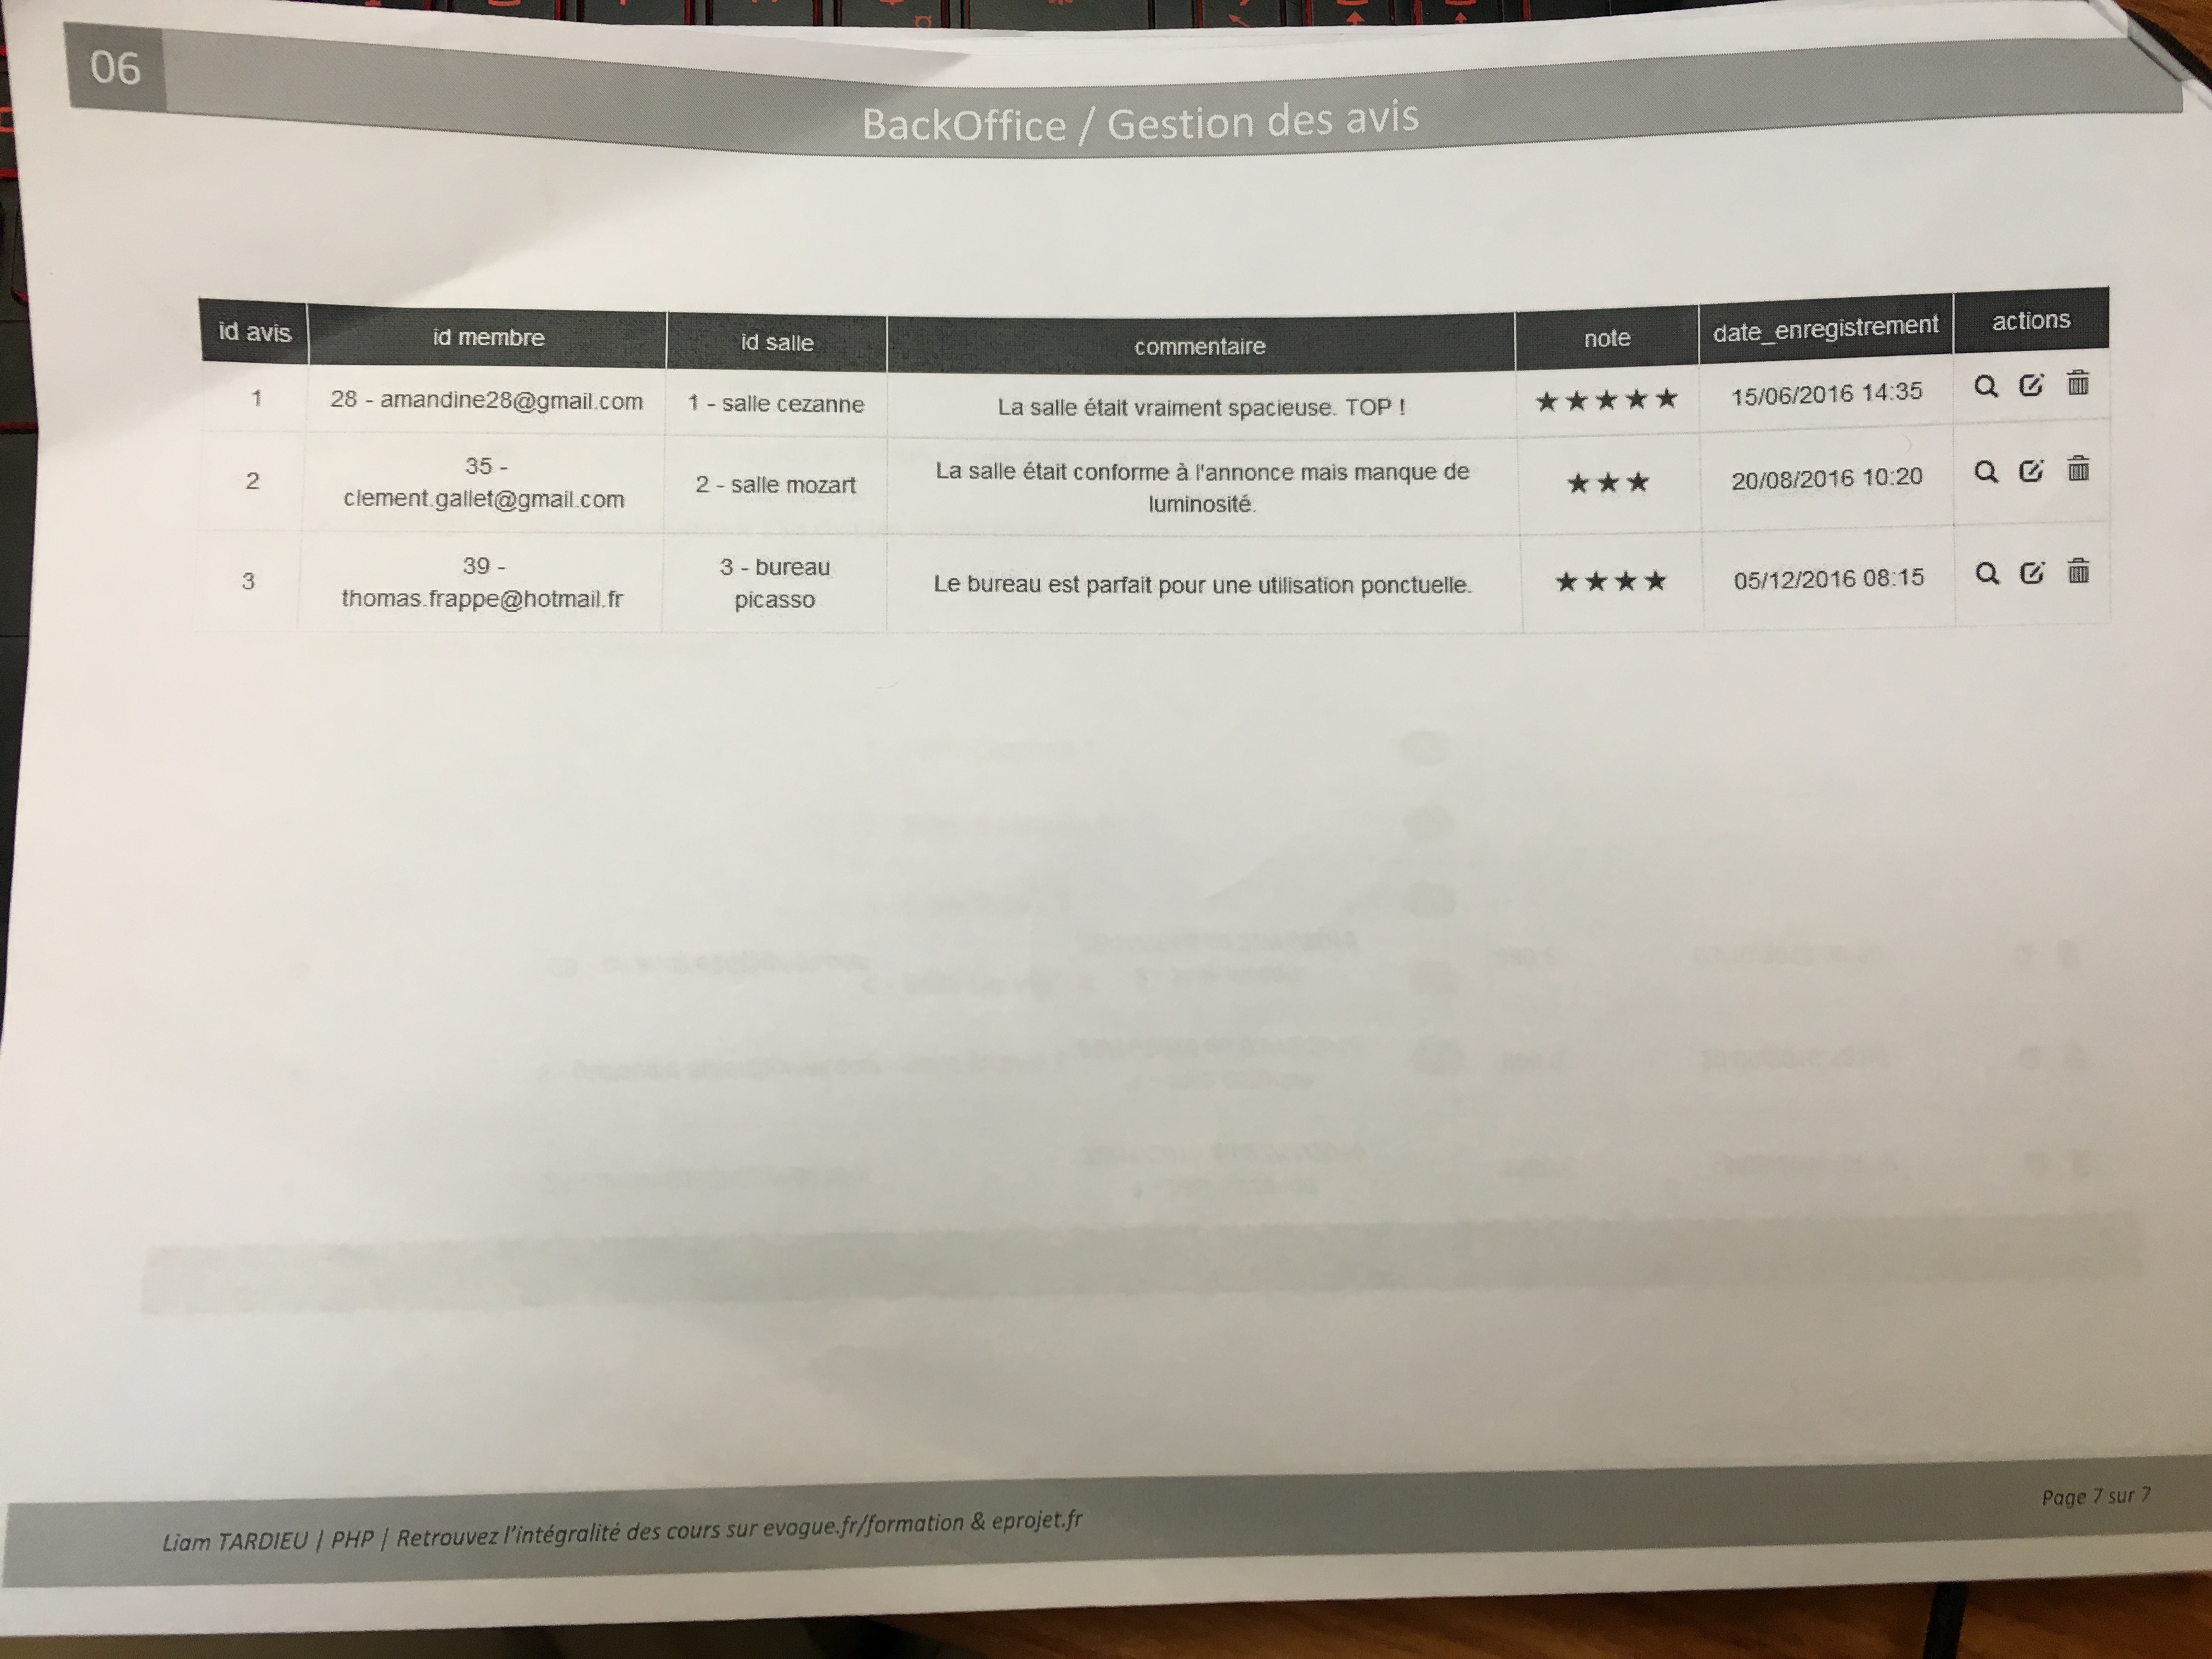 06
BackOffice / Gestion des avis
id avis id membre id salle commentaire note date_enregistrement actions
1 28 - amandine28@gmail.com 1 - salle cezanne La salle était vraiment spacieuse. TOP ! ★★★★★ 15/06/2016 14:35
2 35 - 2 - salle mozart La salle était conforme à l'annonce mais manque de ★★★ 20/08/2016 10:20
clement.gallet@gmail.com luminosité.
3 39 - 3 - bureau Le bureau est parfait pour une utilisation ponctuelle. ★★★★ 05/12/2016 08:15
thomas.frappe@hotmail.fr picasso
Liam TARDIEU | PHP | Retrouvez l'intégralité des cours sur evogue.fr/formation & eprojet.fr
Page 7 sur 7